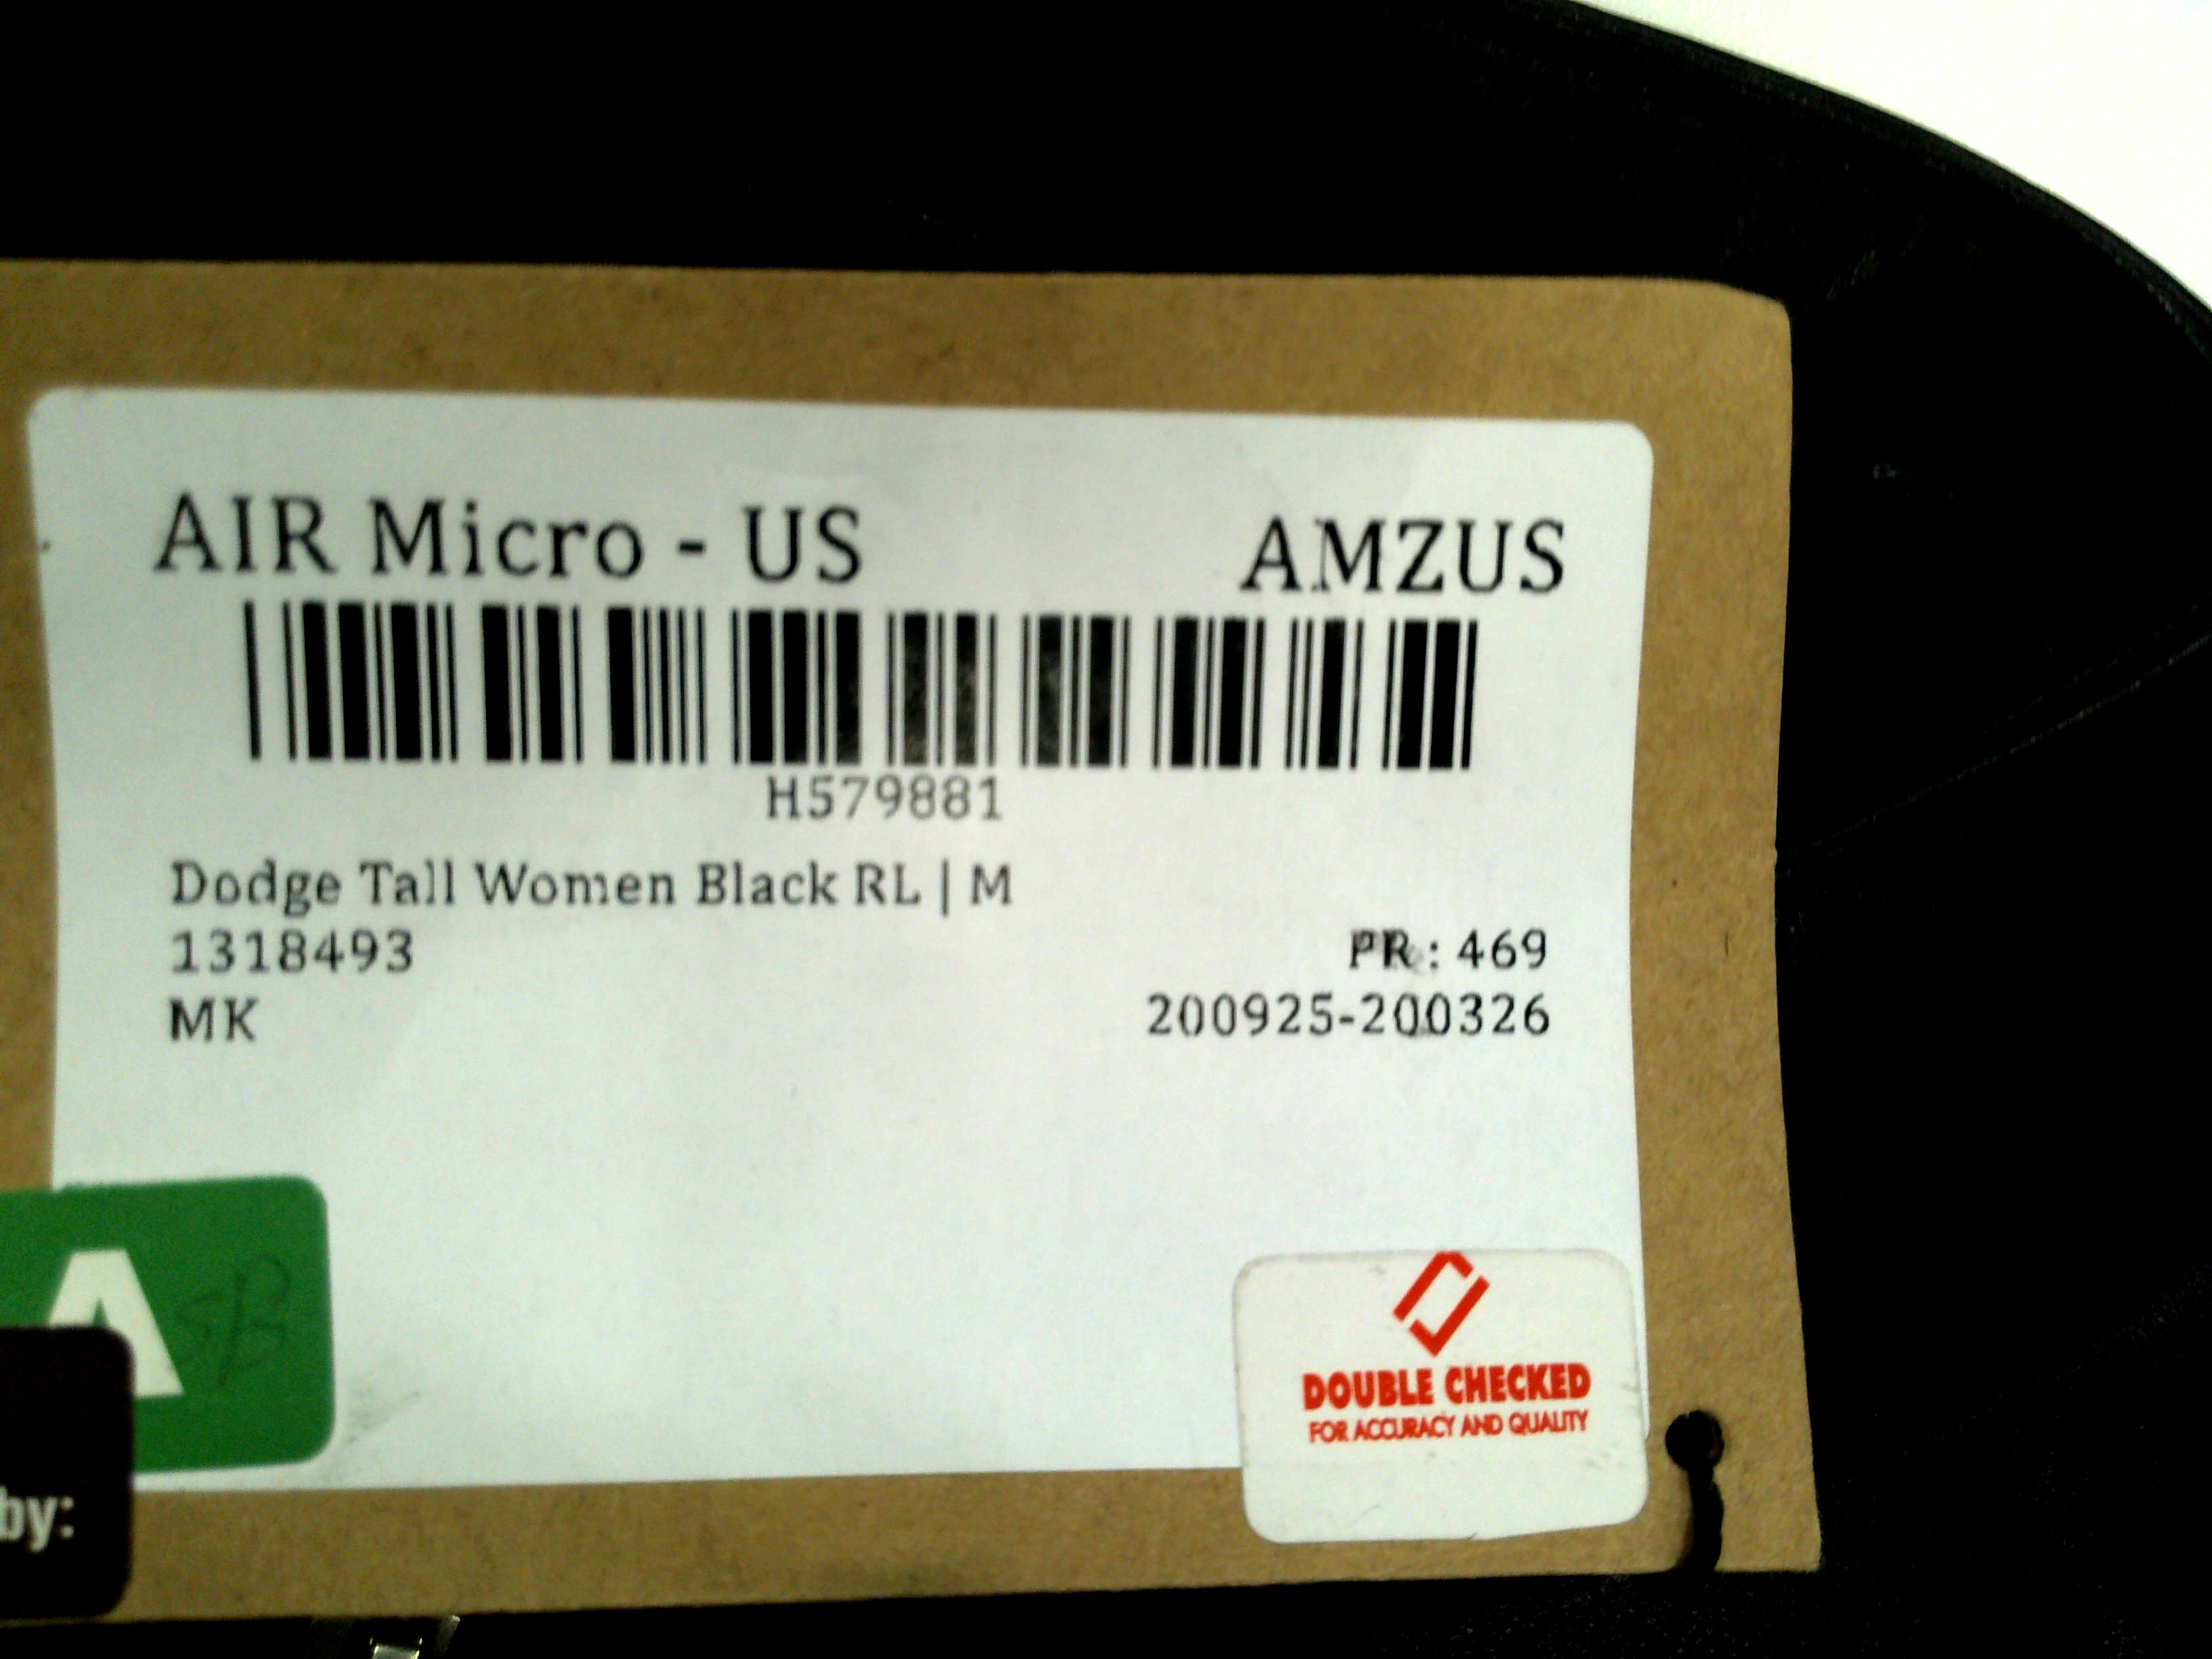 AIR Micro - US AMZUS
H579881
Dodge Tall Women Black RL | M
1318493 PR: 469
MK 200925-200326
A
SB
DOUBLE CHECKED
FOR ACCURACY AND QUALITY
by: